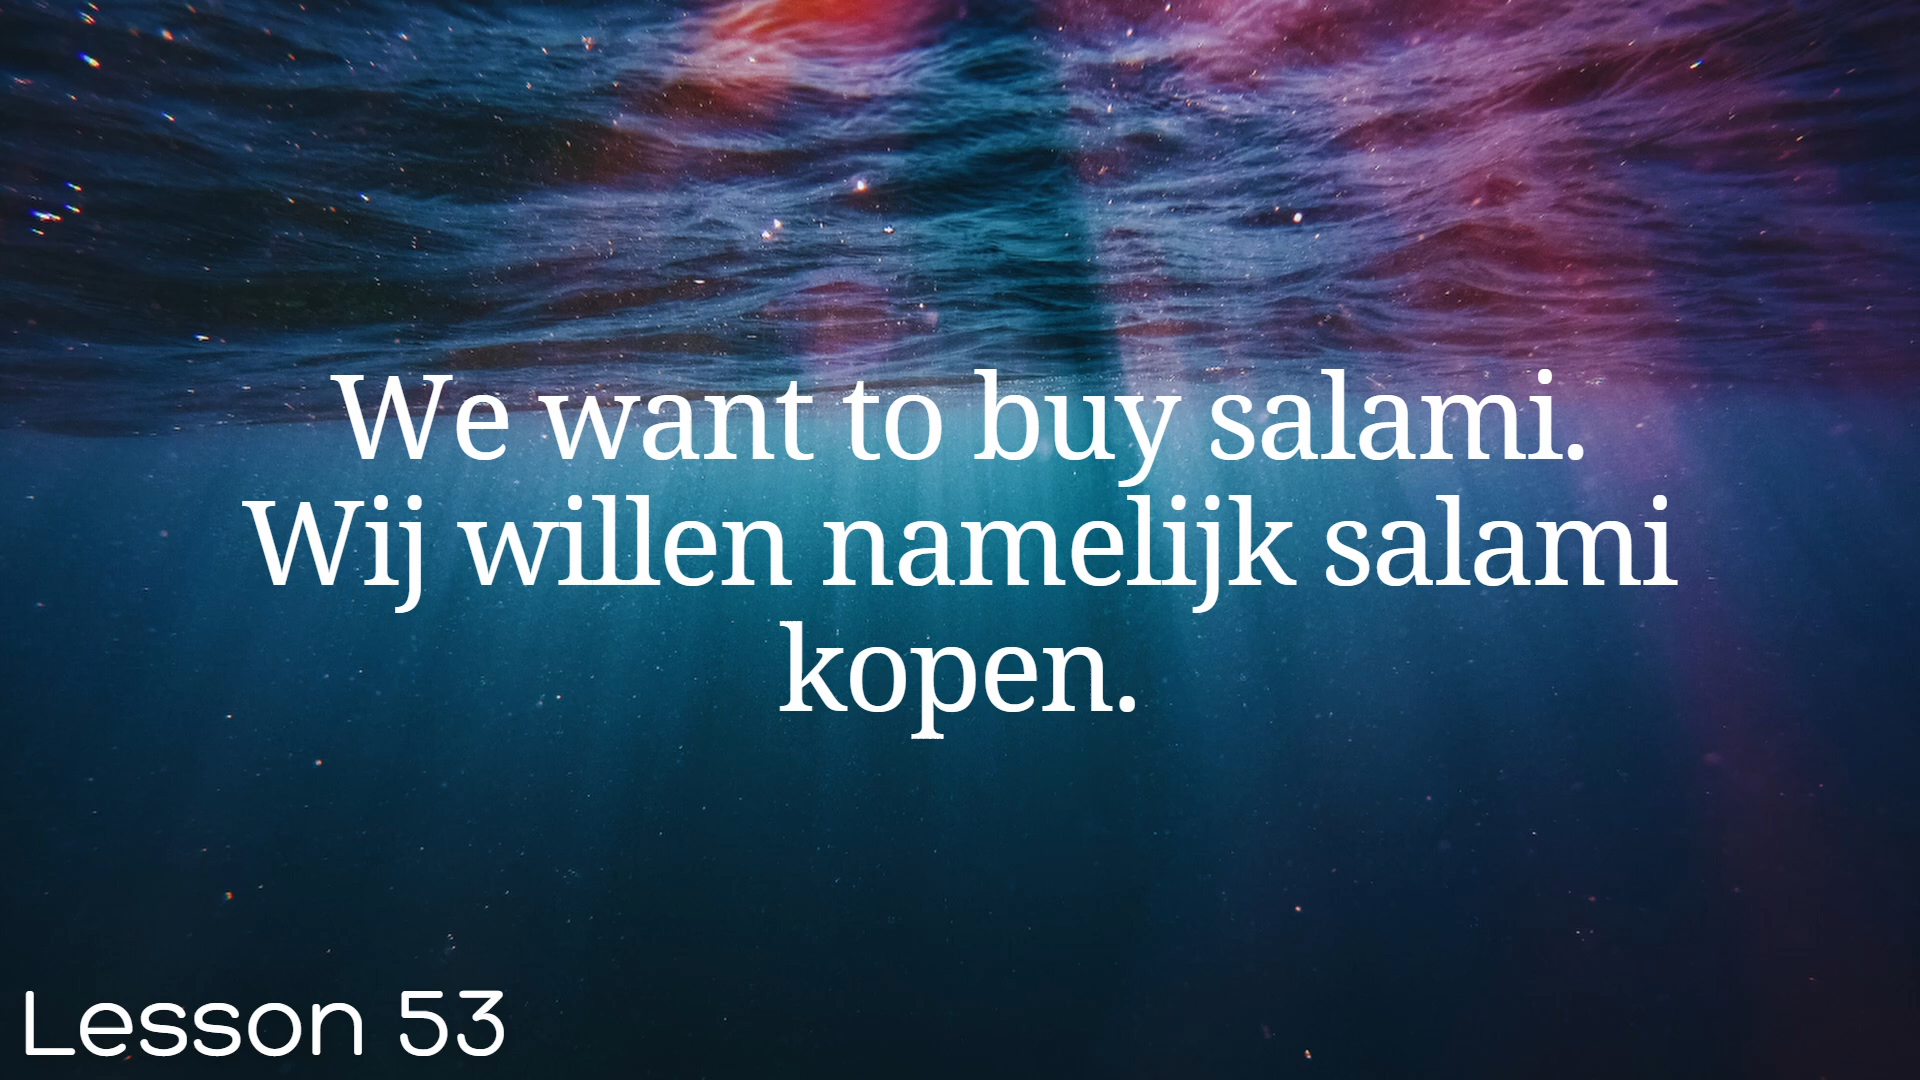 We want to buy salami.
Wij willen namelijk salami
kopen.
Lesson 53